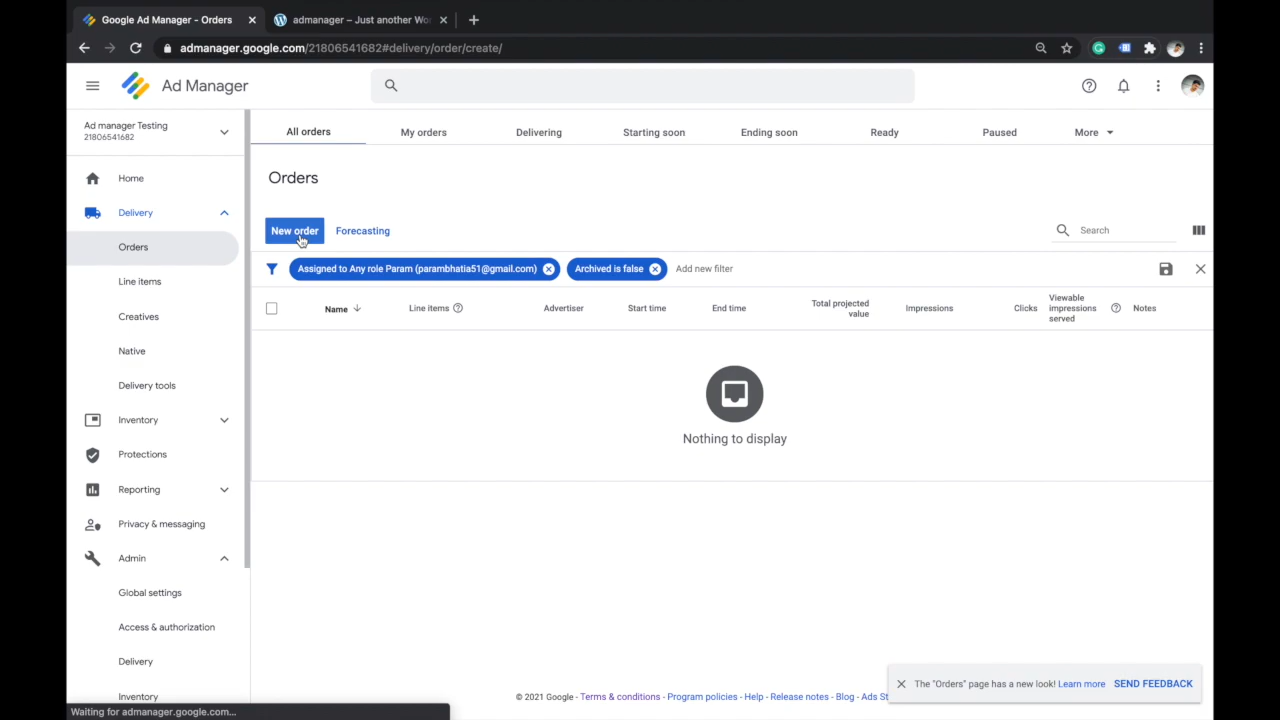 Google Ad Manager - Orders
admanager – Just another Wor
admanager.google.com/21806541682#delivery/order/create/
Ad Manager
Ad manager Testing
21806541682
Home
Delivery
Orders
Line items
Creatives
Native
Delivery tools
Inventory
Protections
Reporting
Privacy & messaging
Admin
Global settings
Access & authorization
Delivery
Inventory
All orders My orders Delivering Starting soon Ending soon Ready Paused More
Orders
New order Forecasting Search
Assigned to Any role Param (parambhatia51@gmail.com) Archived is false Add new filter
Name Line items Advertiser Start time End time Total projected value Impressions Clicks Viewable impressions served Notes
Nothing to display
© 2021 Google - Terms & conditions - Program policies - Help - Release notes - Blog - Ads St
The "Orders" page has a new look! Learn more SEND FEEDBACK
Waiting for admanager.google.com...